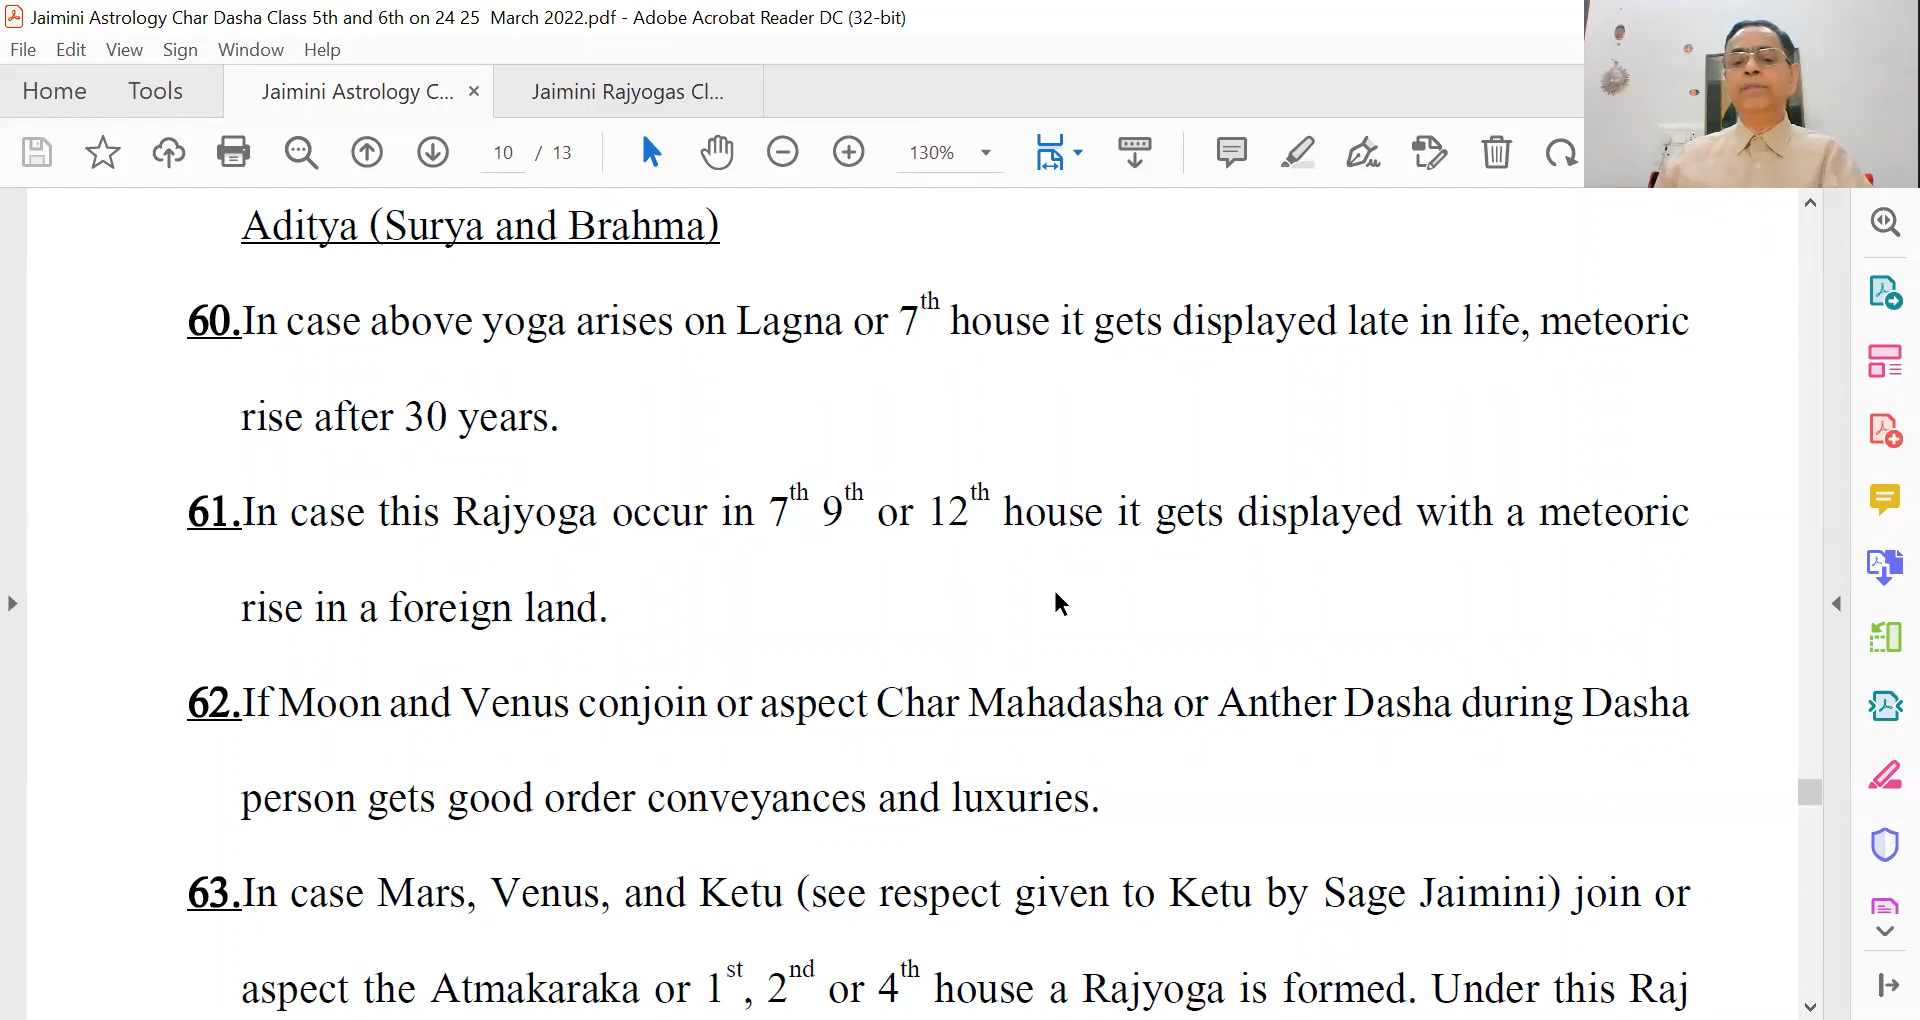 Jaimini Astrology Char Dasha Class 5th and 6th on 24 25 March 2022.pdf - Adobe Acrobat Reader DC (32-bit)
File Edit View Sign Window Help
Home Tools Jaimini Astrology C... × Jaimini Rajyogas Cl...
10 / 13 130%
Aditya (Surya and Brahma)
60.In case above yoga arises on Lagna or 7th house it gets displayed late in life, meteoric
rise after 30 years.
61.In case this Rajyoga occur in 7th 9th or 12th house it gets displayed with a meteoric
rise in a foreign land.
62.If Moon and Venus conjoin or aspect Char Mahadasha or Anther Dasha during Dasha
person gets good order conveyances and luxuries.
63.In case Mars, Venus, and Ketu (see respect given to Ketu by Sage Jaimini) join or
aspect the Atmakaraka or 1st, 2nd or 4th house a Rajyoga is formed. Under this Raj